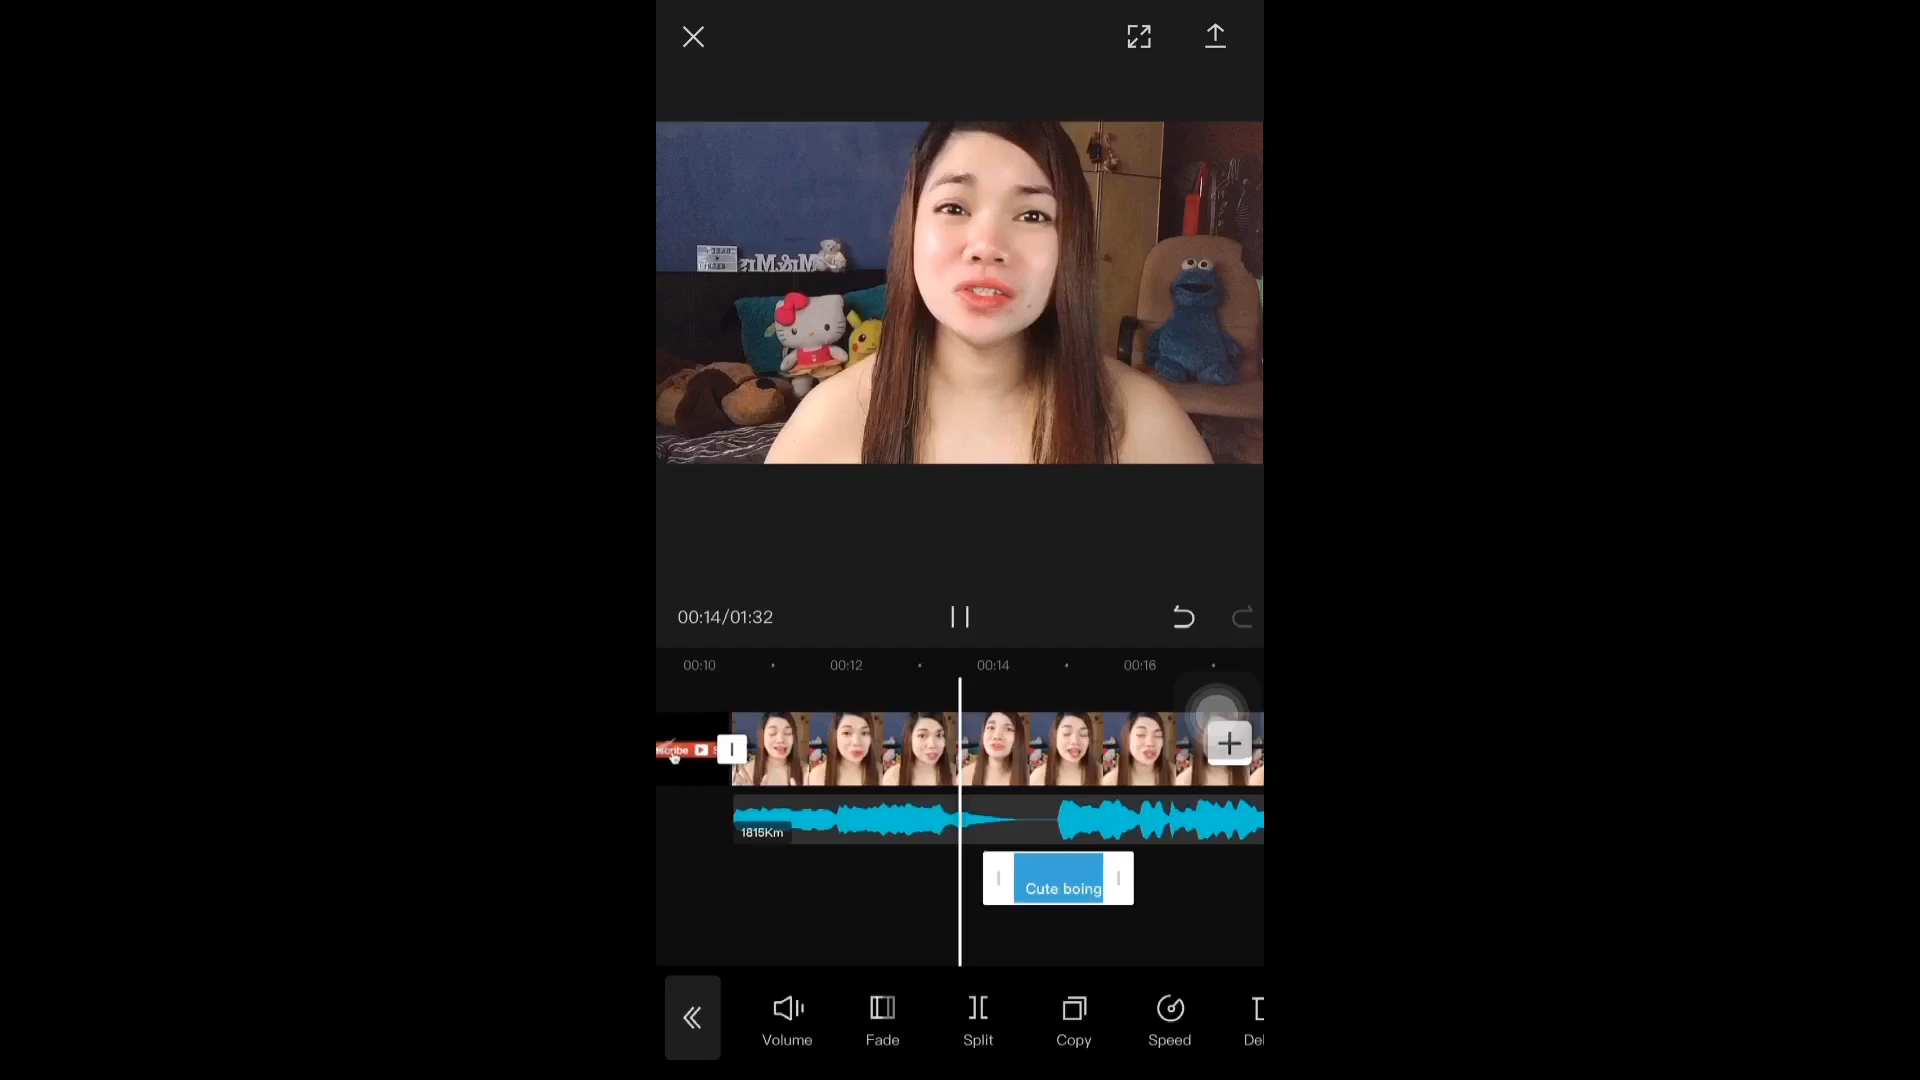 00:14/01:32
00:10
00:12
00:14
00:16
scribe
1815Km
Cute boing
Volume
Fade
Split
Copy
Speed
Del